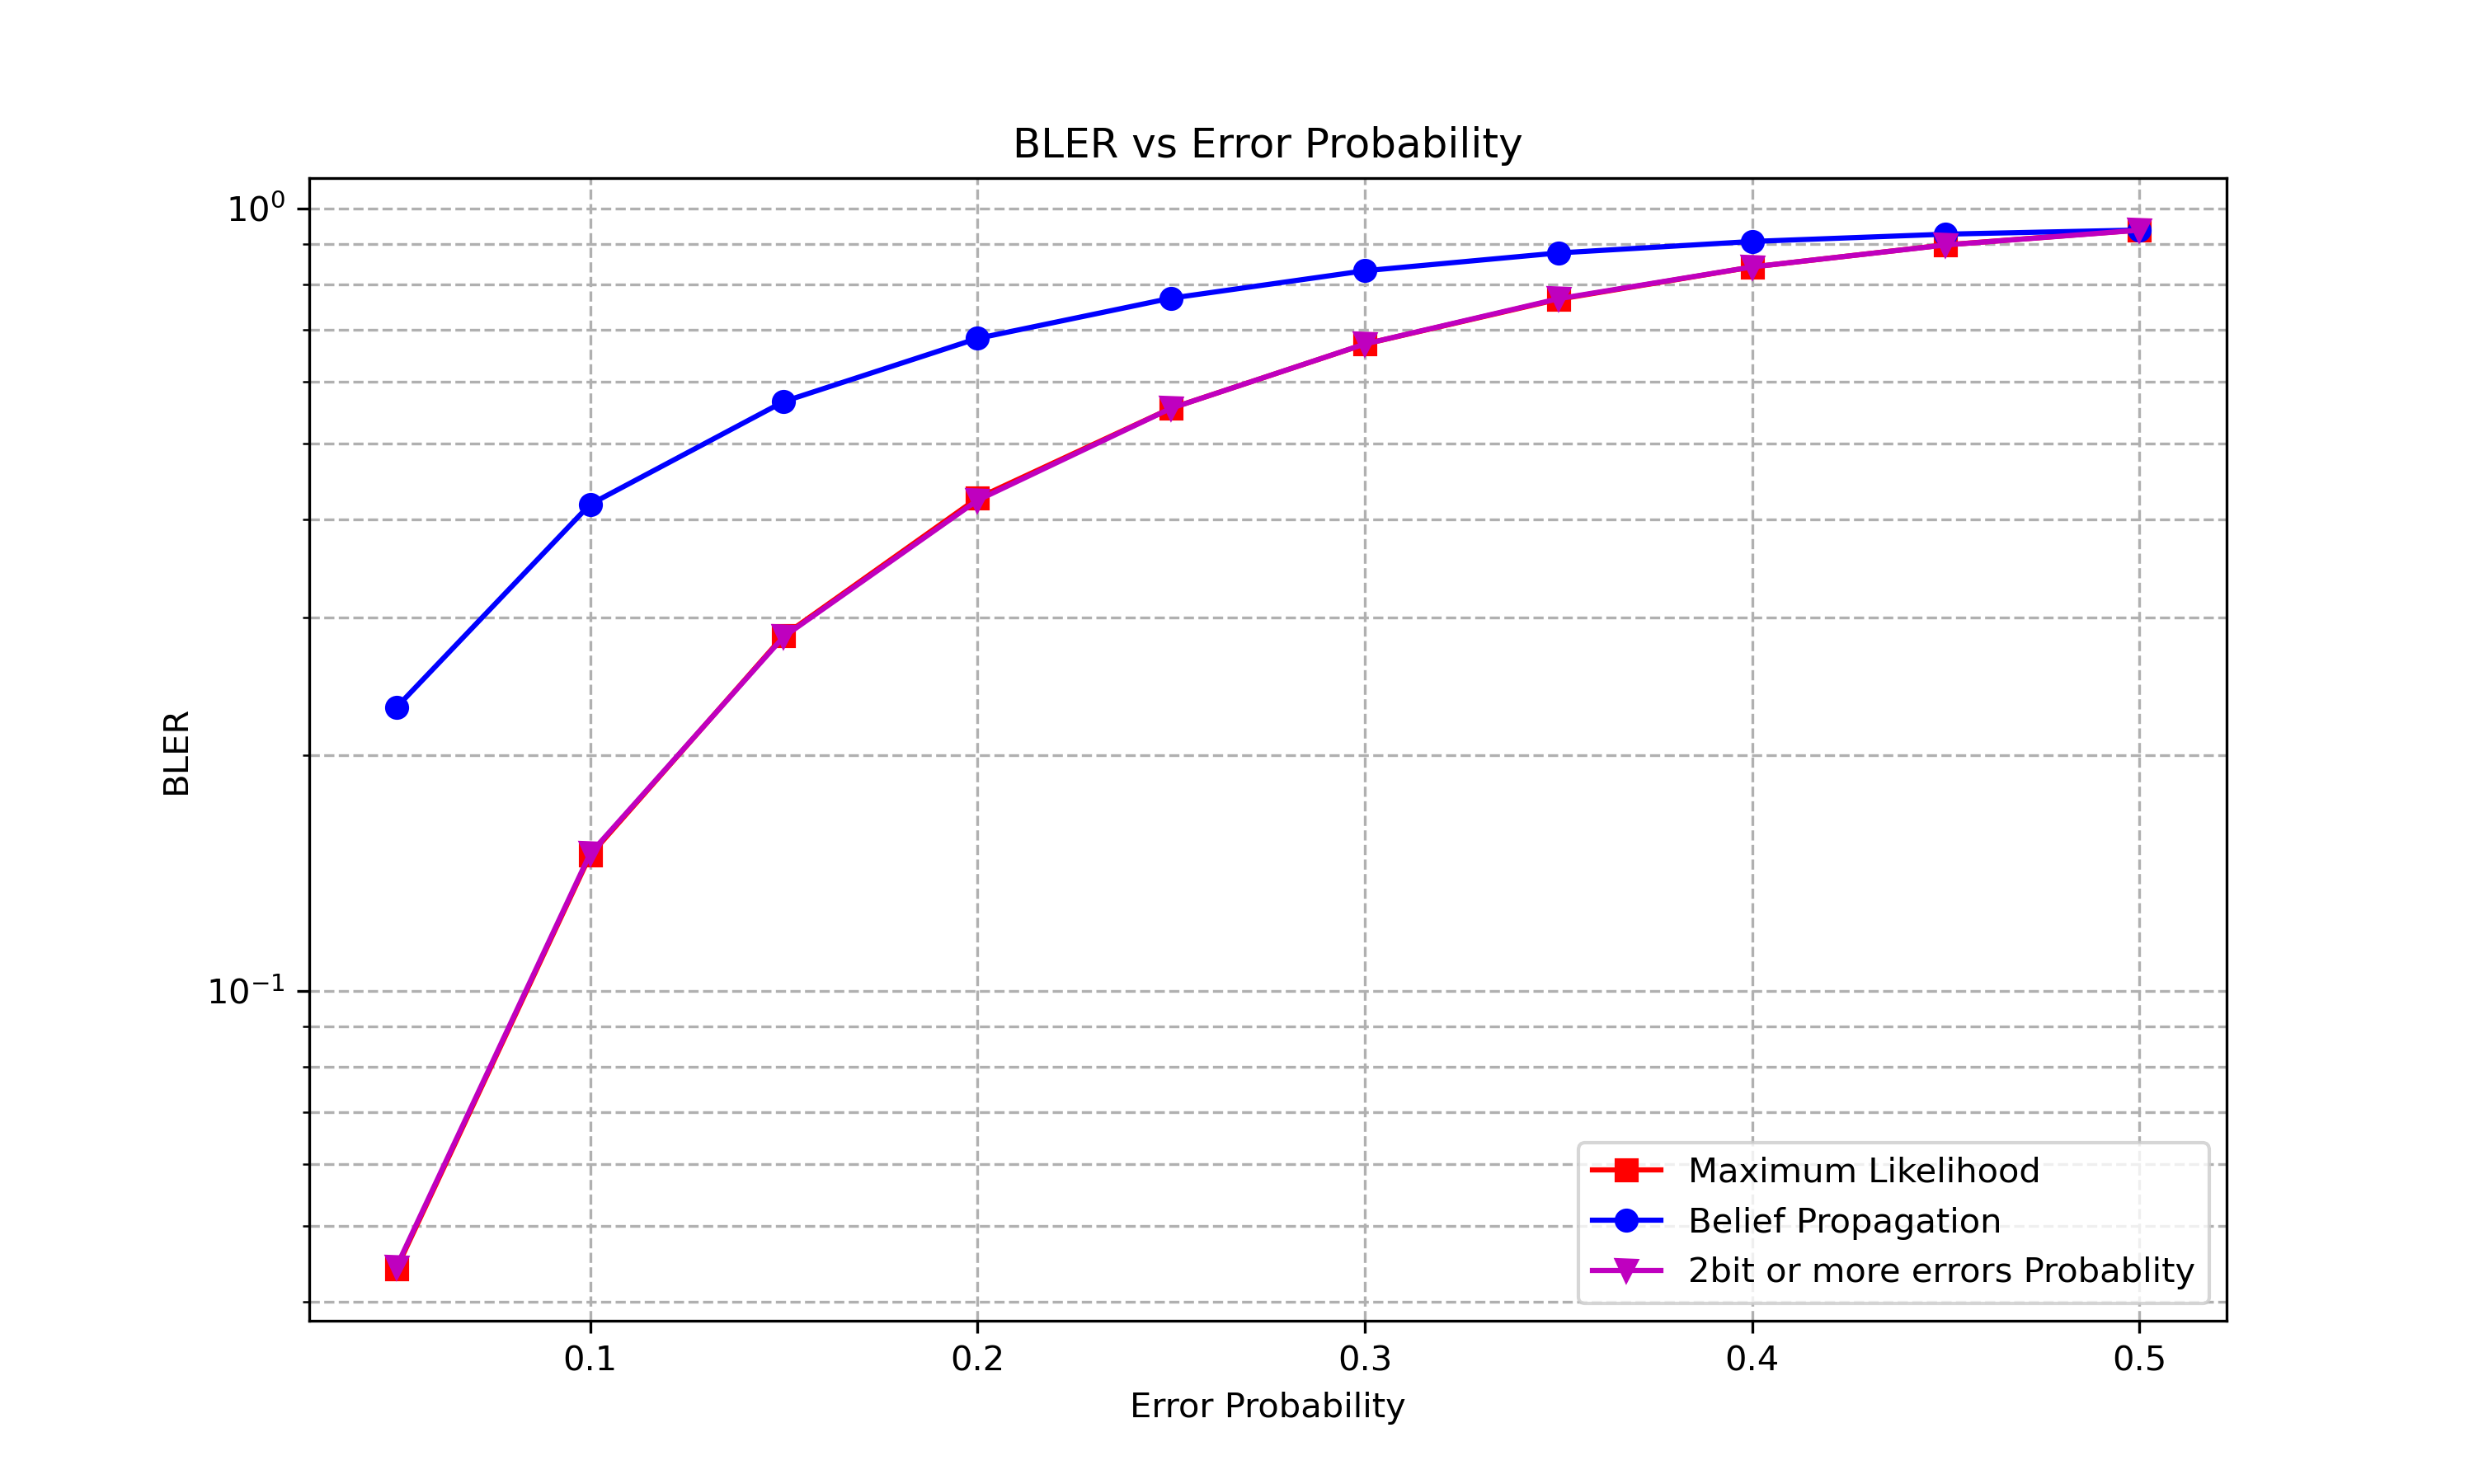 BLER vs Error Probability
10⁰
10⁻¹
BLER
0.1 0.2 0.3 0.4 0.5
Error Probability
Maximum Likelihood
Belief Propagation
2bit or more errors Probablity